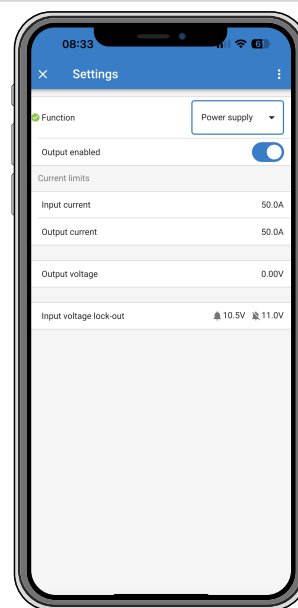 08:33
61
Settings
Function
Power supply
Output enabled
Current limits
Input current 50.0A
Output current 50.0A
Output voltage 0.00V
Input voltage lock-out 10.5V 11.0V